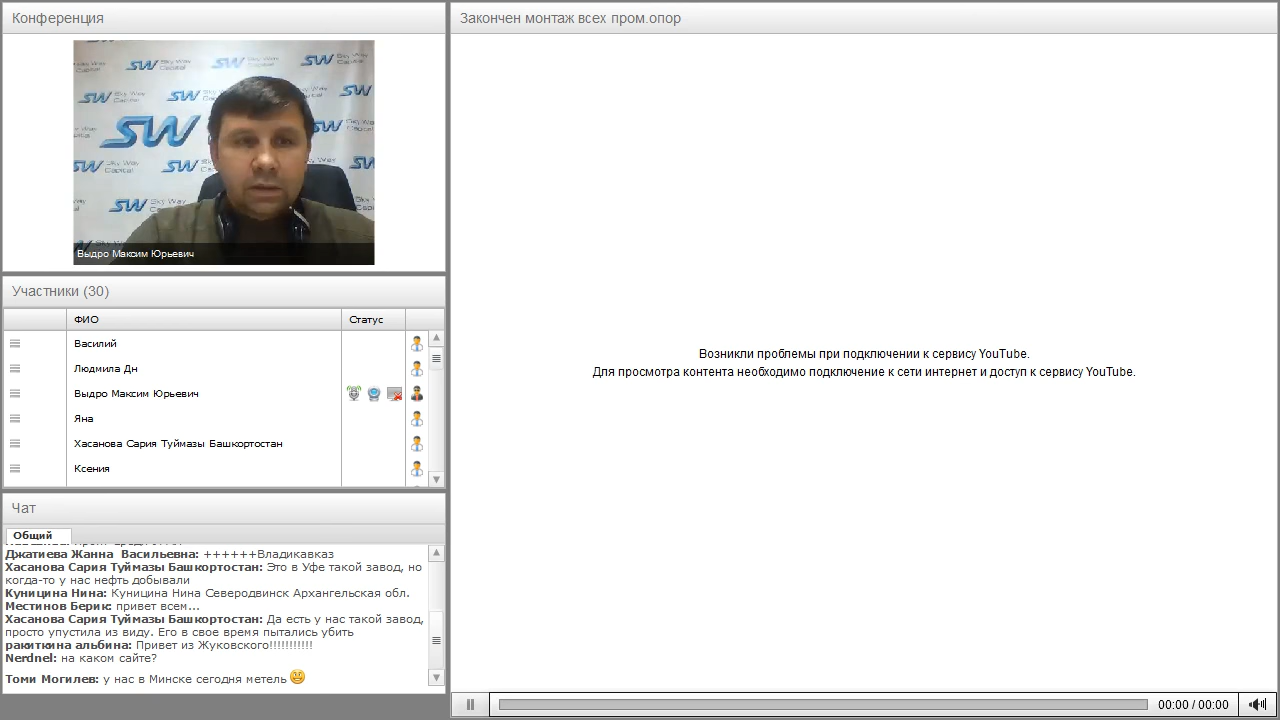 Конференция
SW
Sky Way
Capital
Выдро Максим Юрьевич
Участники (30)
ФИО
Статус
Василий
Людмила Дн
Выдро Максим Юрьевич
Яна
Хасанова Сария Туймазы Башкортостан
Ксения
Чат
Общий
Джатиева Жанна Васильевна: ++++++Владикавказ
Хасанова Сария Туймазы Башкортостан: Это в Уфе такой завод, но
когда-то у нас нефть добывали
Куницина Нина: Куницина Нина Северодвинск Архангельская обл.
Местинов Берик: привет всем...
Хасанова Сария Туймазы Башкортостан: Да есть у нас такой завод,
просто упустила из виду. Его в свое время пытались убить
ракиткина альбина: Привет из Жуковского!!!!!!!!!!!
Nerdnel: на каком сайте?
Томи Могилев: у нас в Минске сегодня метель
Закончен монтаж всех пром.опор
Возникли проблемы при подключении к сервису YouTube.
Для просмотра контента необходимо подключение к сети интернет и доступ к сервису YouTube.
00:00 / 00:00